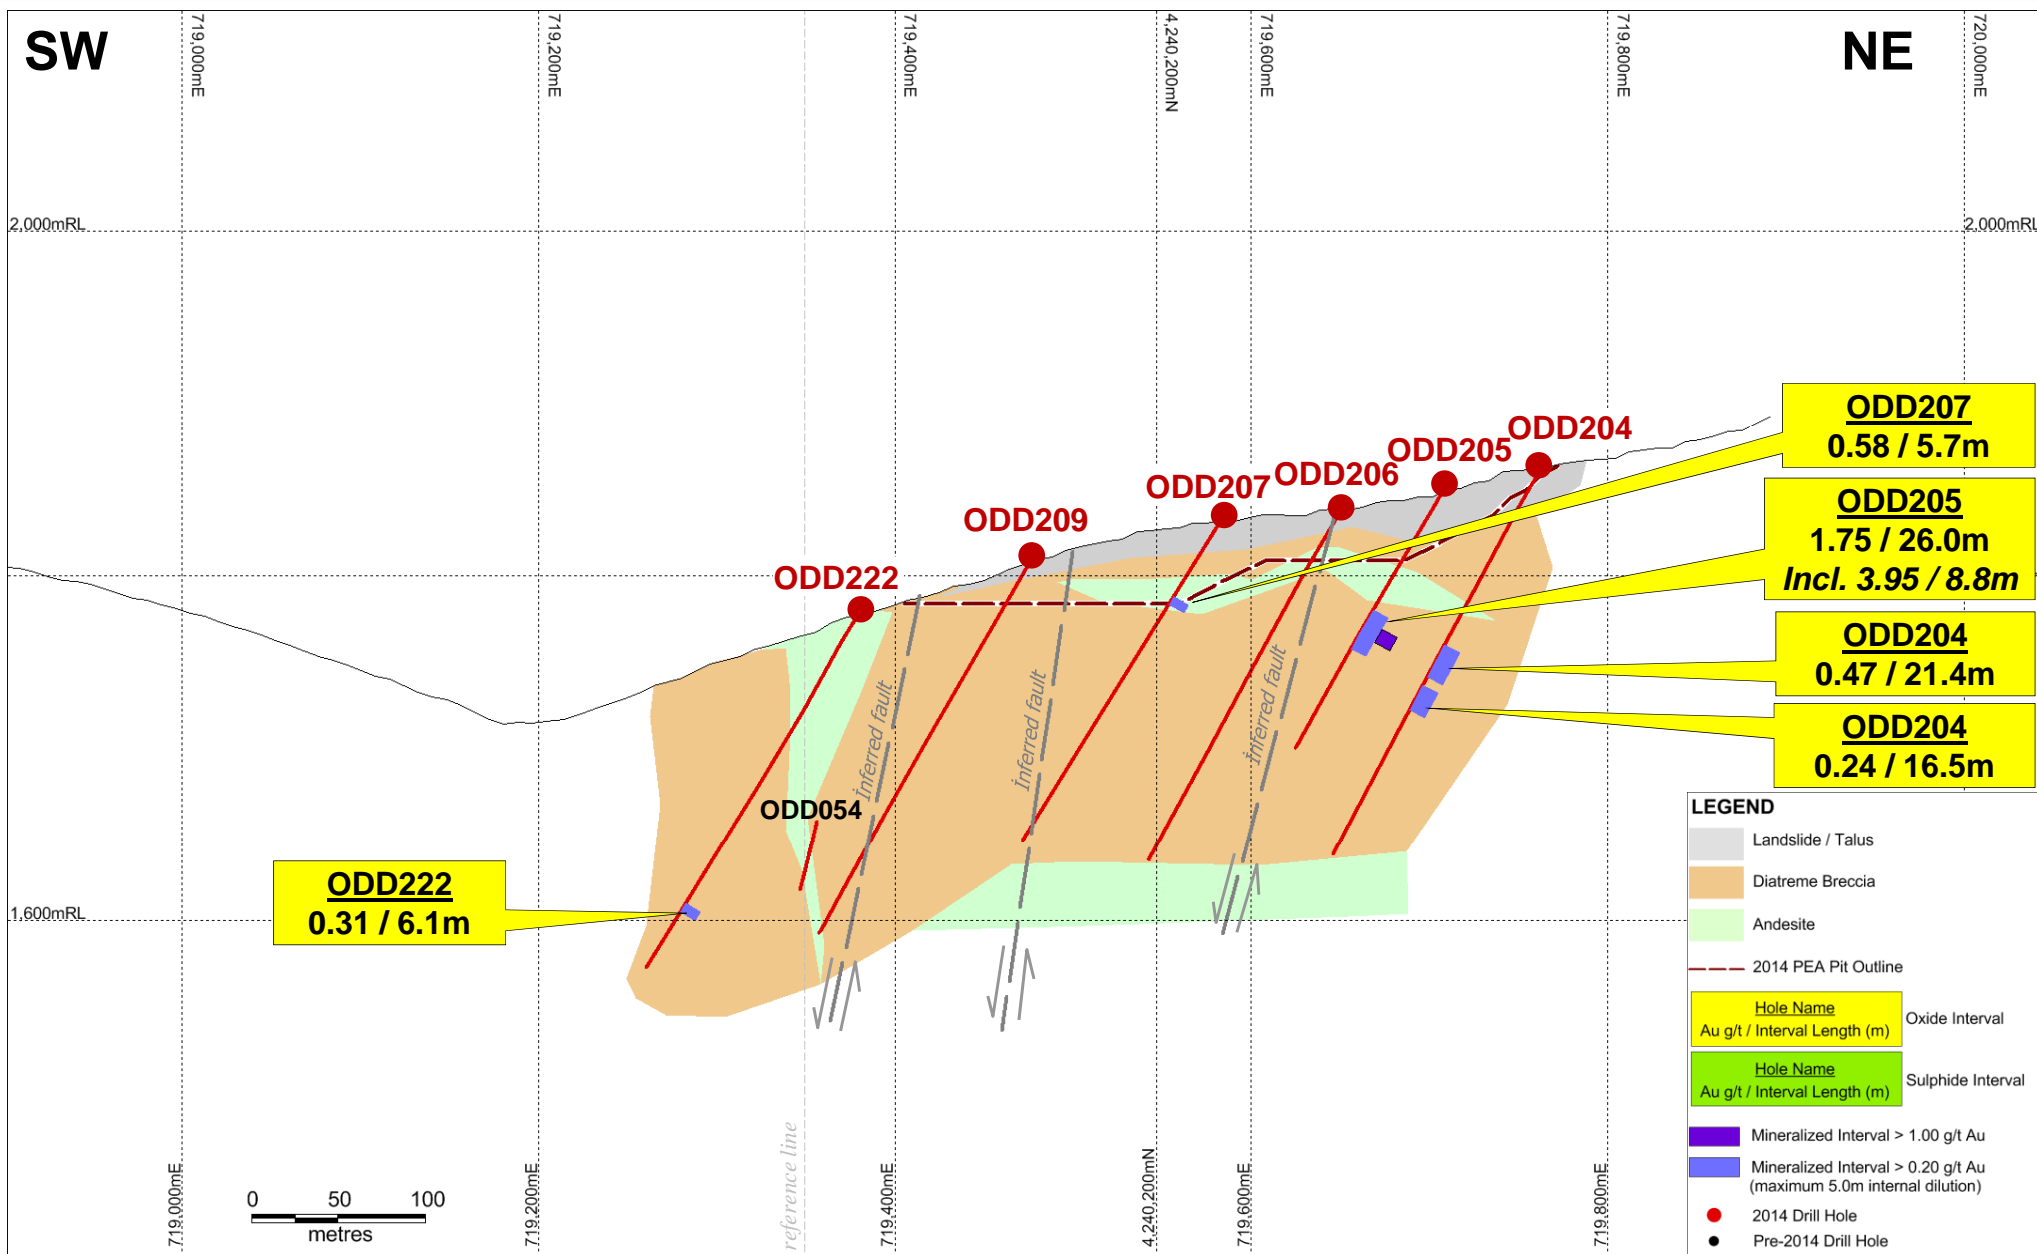 SW
NE
719,000mE
719,200mE
719,400mE
4,240,200mN
719,600mE
719,800mE
720,000mE
2,000mRL
2,000mRL
ODD207
0.58 / 5.7m
ODD204
ODD205
ODD206
ODD207
ODD209
ODD222
ODD205
1.75 / 26.0m
Incl. 3.95 / 8.8m
ODD204
0.47 / 21.4m
ODD204
0.24 / 16.5m
Inferred fault
Inferred fault
Inferred fault
ODD054
ODD222
0.31 / 6.1m
1,600mRL
LEGEND
Landslide / Talus
Diatreme Breccia
Andesite
2014 PEA Pit Outline
Hole Name
Au g/t / Interval Length (m)
Oxide Interval
Hole Name
Au g/t / Interval Length (m)
Sulphide Interval
Mineralized Interval > 1.00 g/t Au
Mineralized Interval > 0.20 g/t Au
(maximum 5.0m internal dilution)
2014 Drill Hole
Pre-2014 Drill Hole
0 50 100
metres
reference line
719,000mE
719,200mE
719,400mE
4,240,200mN
719,600mE
719,800mE